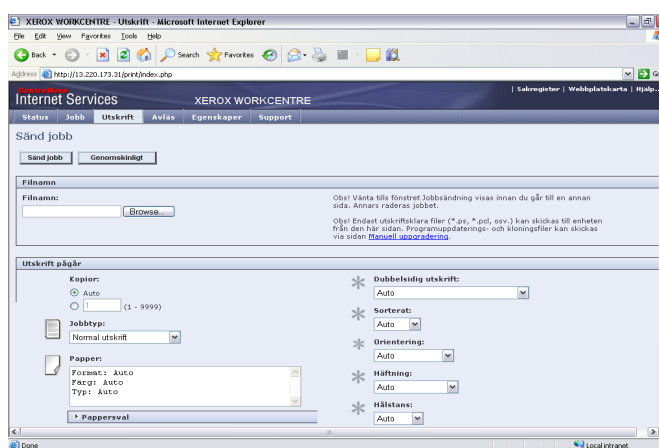 XEROX WORKCENTRE - Utskrift - Microsoft Internet Explorer
File Edit View Favorites Tools Help
Back Search Favorites
Address http://13.220.173.31/print/index.php Go
CentreWare
Internet Services XEROX WORKCENTRE | Sakregister | Webbplatskarta | Hjälp...
Status Jobb Utskrift Avläs Egenskaper Support
Sänd jobb
Sänd jobb Genomskinligt
Filnamn
Filnamn:
Browse...
Obs! Vänta tills fönstret Jobbsändning visas innan du går till en annan
sida. Annars raderas jobbet.
Obs! Endast utskriftsklara filer (*.ps, *.pcl, osv.) kan skickas till enheten
från den här sidan. Programuppdaterings- och kloningsfiler kan skickas
via sidan Manuell uppgradering.
Utskrift pågår
Kopior:
Auto
1 (1 - 9999)
Jobbtyp:
Normal utskrift
Papper:
Format: Auto
Färg: Auto
Typ: Auto
Pappersval
Dubbelsidig utskrift:
Auto
Sorterat:
Auto
Orientering:
Auto
Häftning:
Auto
Hålstans:
Auto
Done Local intranet